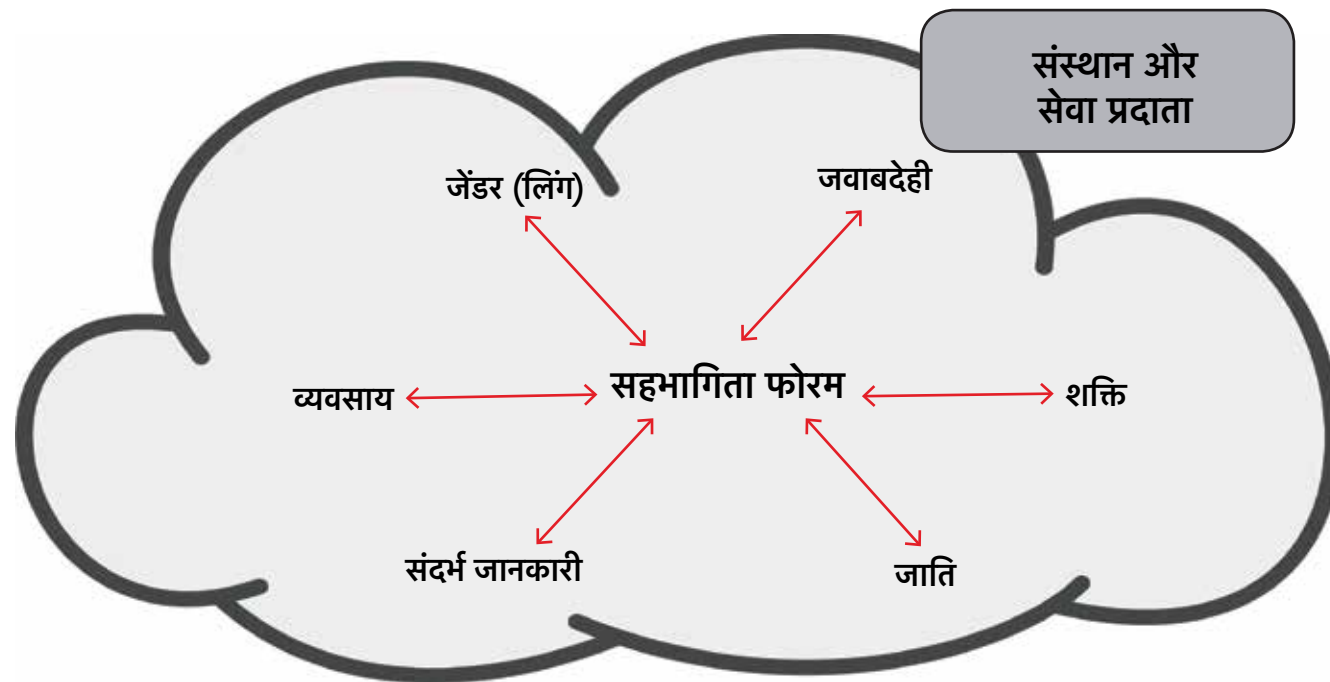 संस्थान और
सेवा प्रदाता
जेंडर (लिंग)
जवाबदेही
व्यवसाय
सहभागिता फोरम
शक्ति
संदर्भ जानकारी
जाति